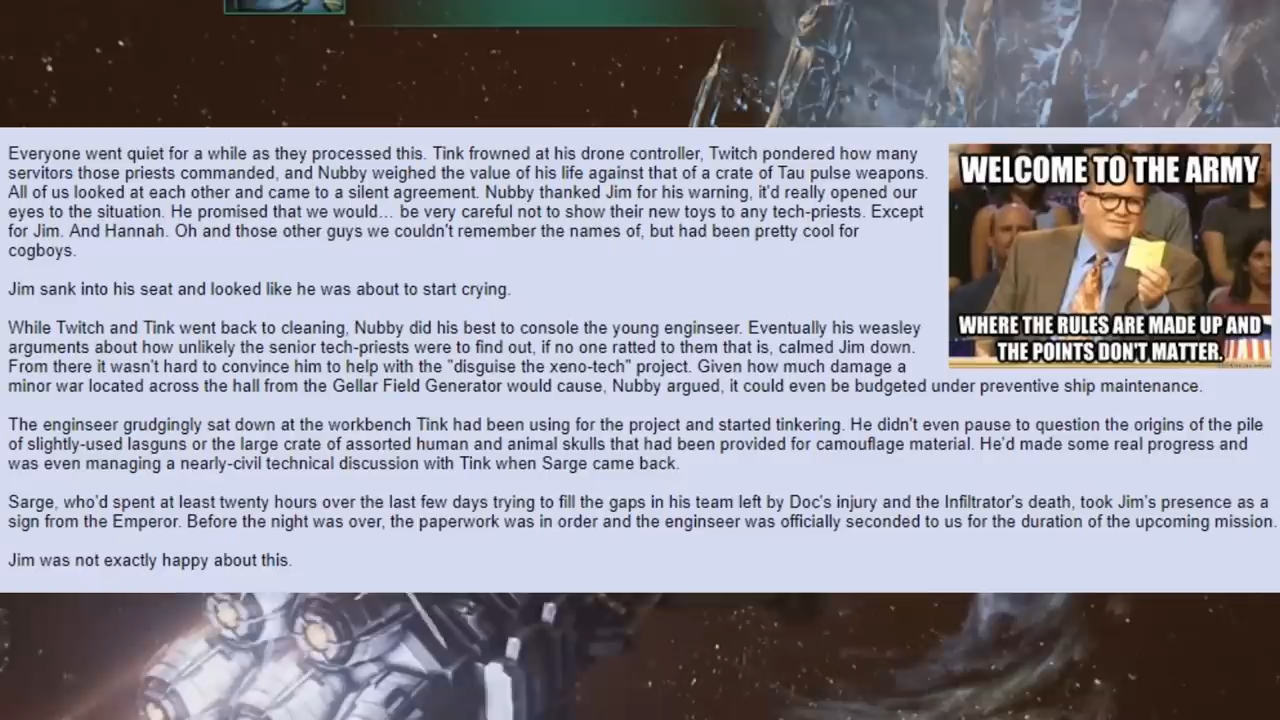 Everyone went quiet for a while as they processed this. Tink frowned at his drone controller, Twitch pondered how many
servitors those priests commanded, and Nubby weighed the value of his life against that of a crate of Tau pulse weapons.
All of us looked at each other and came to a silent agreement. Nubby thanked Jim for his warning, it'd really opened our
eyes to the situation. He promised that we would... be very careful not to show their new toys to any tech-priests. Except
for Jim. And Hannah. Oh and those other guys we couldn't remember the names of, but had been pretty cool for
cogboys.
Jim sank into his seat and looked like he was about to start crying.
While Twitch and Tink went back to cleaning, Nubby did his best to console the young enginseer. Eventually his weasley
arguments about how unlikely the senior tech-priests were to find out, if no one ratted to them that is, calmed Jim down.
From there it wasn't hard to convince him to help with the "disguise the xeno-tech" project. Given how much damage a
minor war located across the hall from the Gellar Field Generator would cause, Nubby argued, it could even be budgeted under preventive ship maintenance.
The enginseer grudgingly sat down at the workbench Tink had been using for the project and started tinkering. He didn't even pause to question the origins of the pile
of slightly-used lasguns or the large crate of assorted human and animal skulls that had been provided for camouflage material. He'd made some real progress and
was even managing a nearly-civil technical discussion with Tink when Sarge came back.
Sarge, who'd spent at least twenty hours over the last few days trying to fill the gaps in his team left by Doc's injury and the Infiltrator's death, took Jim's presence as a
sign from the Emperor. Before the night was over, the paperwork was in order and the enginseer was officially seconded to us for the duration of the upcoming mission.
Jim was not exactly happy about this.
WELCOME TO THE ARMY
WHERE THE RULES ARE MADE UP AND
THE POINTS DON'T MATTER.